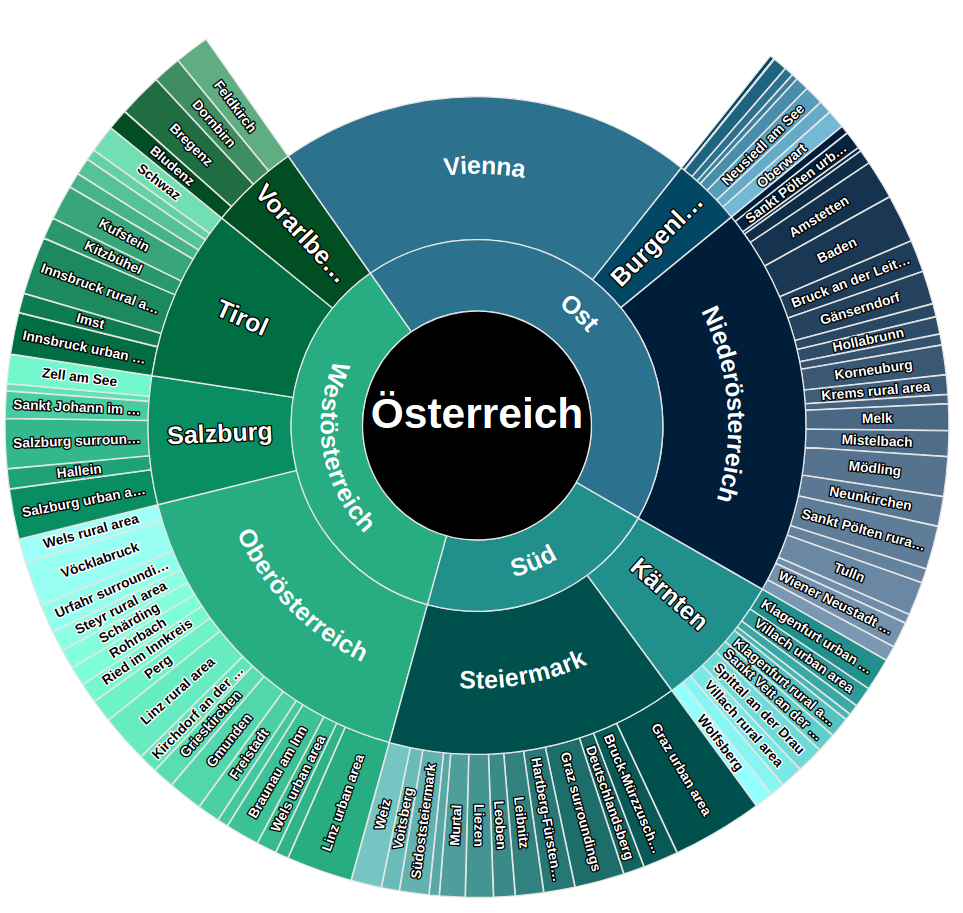 Österreich
Ost
Süd
Westösterreich
Vienna
Burgenl…
Niederösterreich
Kärnten
Steiermark
Oberösterreich
Salzburg
Tirol
Vorarlbe…
Neusiedl am See
Oberwart
Sankt Pölten urb…
Amstetten
Baden
Bruck an der Leit…
Gänserndorf
Hollabrunn
Korneuburg
Krems rural area
Melk
Mistelbach
Mödling
Neunkirchen
Sankt Pölten rura…
Tulln
Wiener Neustadt …
Klagenfurt urban …
Villach urban area
Klagenfurt rural a…
Sankt Veit an der …
Spittal an der Drau
Villach rural area
Wolfsberg
Graz urban area
Bruck-Mürzzusch…
Deutschlandsberg
Graz surroundings
Hartberg-Fürsten…
Leibnitz
Leoben
Liezen
Murtal
Südoststeiermark
Voitsberg
Weiz
Linz urban area
Wels urban area
Braunau am Inn
Freistadt
Gmunden
Grieskirchen
Kirchdorf an der …
Linz rural area
Perg
Ried im Innkreis
Rohrbach
Schärding
Steyr rural area
Urfahr surroundi…
Vöcklabruck
Wels rural area
Salzburg urban a…
Hallein
Salzburg surroun…
Sankt Johann im …
Zell am See
Innsbruck urban …
Imst
Innsbruck rural a…
Kitzbühel
Kufstein
Schwaz
Bludenz
Bregenz
Dornbirn
Feldkirch